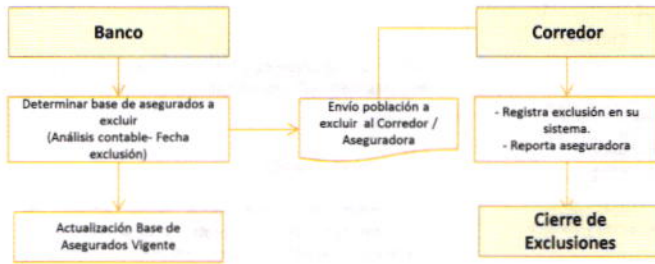 Banco
Determinar base de asegurados a
excluir
(Análisis contable- Fecha
exclusión)
Actualización Base de
Asegurados Vigente
Envío población a
excluir al Corredor /
Aseguradora
Corredor
- Registra exclusión en su
sistema.
- Reporta aseguradora
Cierre de
Exclusiones